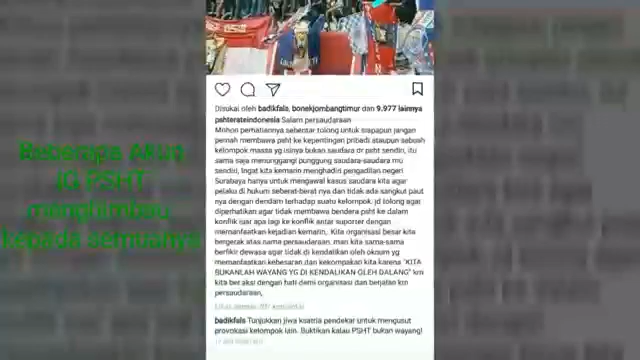 Beberapa Akun
IG PSHT
menghimbau
kepada semuanya
Disukai oleh badikfals, bonekjombangtimur dan 9.977 lainnya
pshterateindonesia Salam persaudaraan
Mohon perhatiannya sebentar tolong untuk siapapun jangan
pernah membawa psht ke kepentingan pribadi ataupun sebuah
kelompok massa yg isinya bukan saudara dr psht sendiri, itu
sama saja menunggangi punggung saudara-saudara mu
sendiri, Ingat kita kemarin menghadiri pengadilan negeri
Surabaya hanya untuk mengawal kasus saudara kita agar
pelaku di hukum seberat-berat nya dan tidak ada sangkut paut
nya dengan dendam terhadap suatu kelompok. jd tolong agar
diperhatikan agar tidak membawa bendera psht ke dalam
konflik luar apa lagi ke konflik antar suporter dengan
memanfaatkan kejadian kemarin, Kita organisasi besar kita
bergerak atas nama persaudaraan, mari kita sama-sama
berfikir dewasa agar tidak di kendalikan oleh oknum yg
memanfaatkan kebesaran dan kekompakan kita karena "KITA
BUKANLAH WAYANG YG DI KENDALIKAN OLEH DALANG" krn
kita beraksi dengan hati demi organisasi dan berjalan krn
persaudaraan,
badikfals Tunjukkan jiwa ksatria pendekar untuk mengusut
provokasi kelompok lain. Buktikan kalau PSHT bukan wayang!